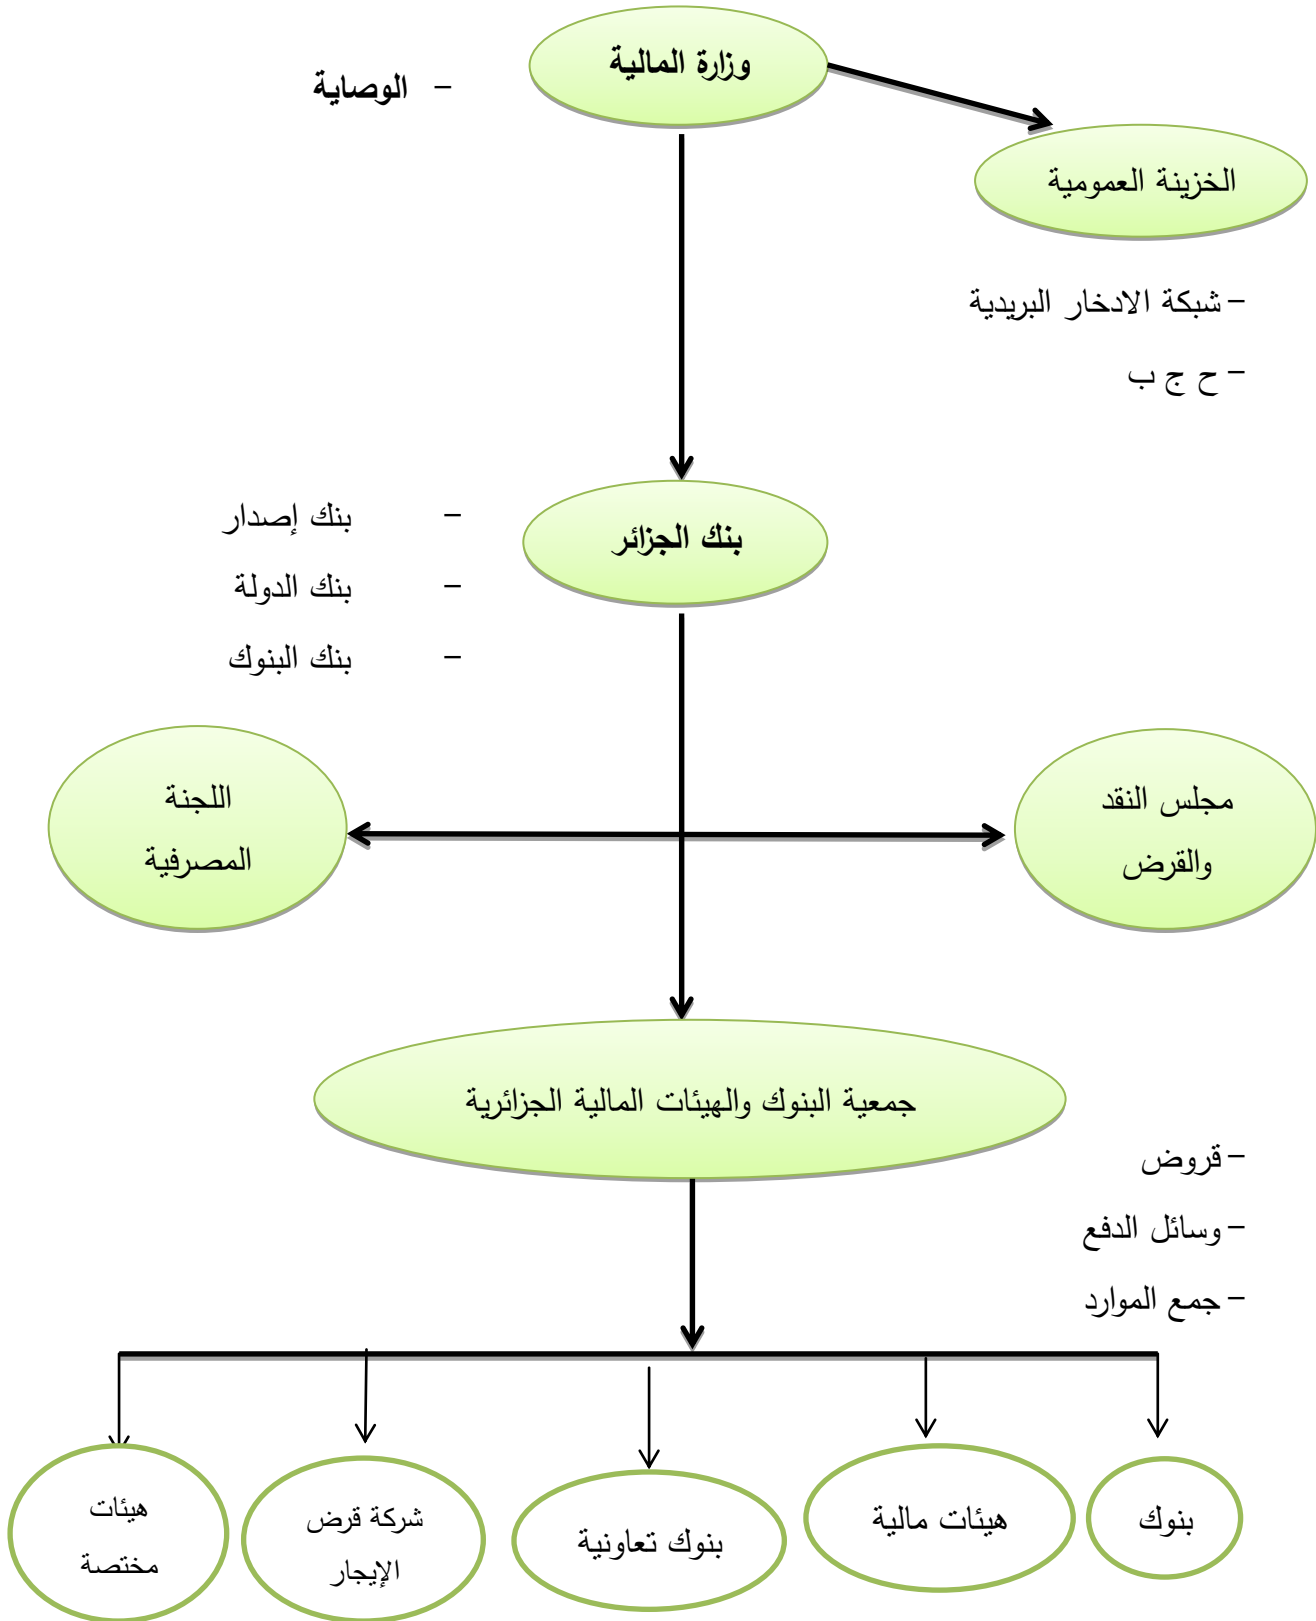 وزارة المالية
- الوصاية
الخزينة العمومية
- شبكة الادخار البريدية
- ح ج ب
بنك الجزائر
- بنك إصدار
- بنك الدولة
- بنك البنوك
مجلس النقد
والقرض
اللجنة
المصرفية
جمعية البنوك والهيئات المالية الجزائرية
- قروض
- وسائل الدفع
- جمع الموارد
بنوك
هيئات مالية
بنوك تعاونية
شركة قرض
الإيجار
هيئات
مختصة